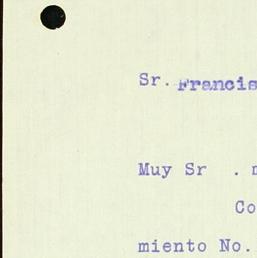 Sr. Francis
Muy Sr . m
Co
miento No.